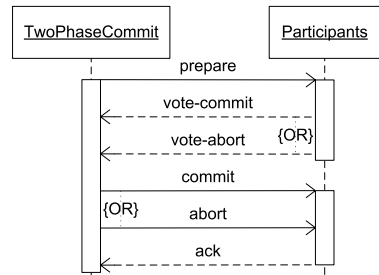 TwoPhaseCommit
Participants
prepare
vote-commit
{OR}
vote-abort
commit
{OR}
abort
ack